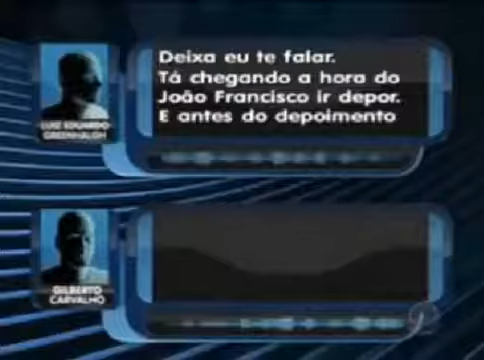 Deixa eu te falar.
Tá chegando a hora do
João Francisco ir depor.
E antes do depoimento
LUIZ EDUARDO
GREENHALGH
GILBERTO
CARVALHO